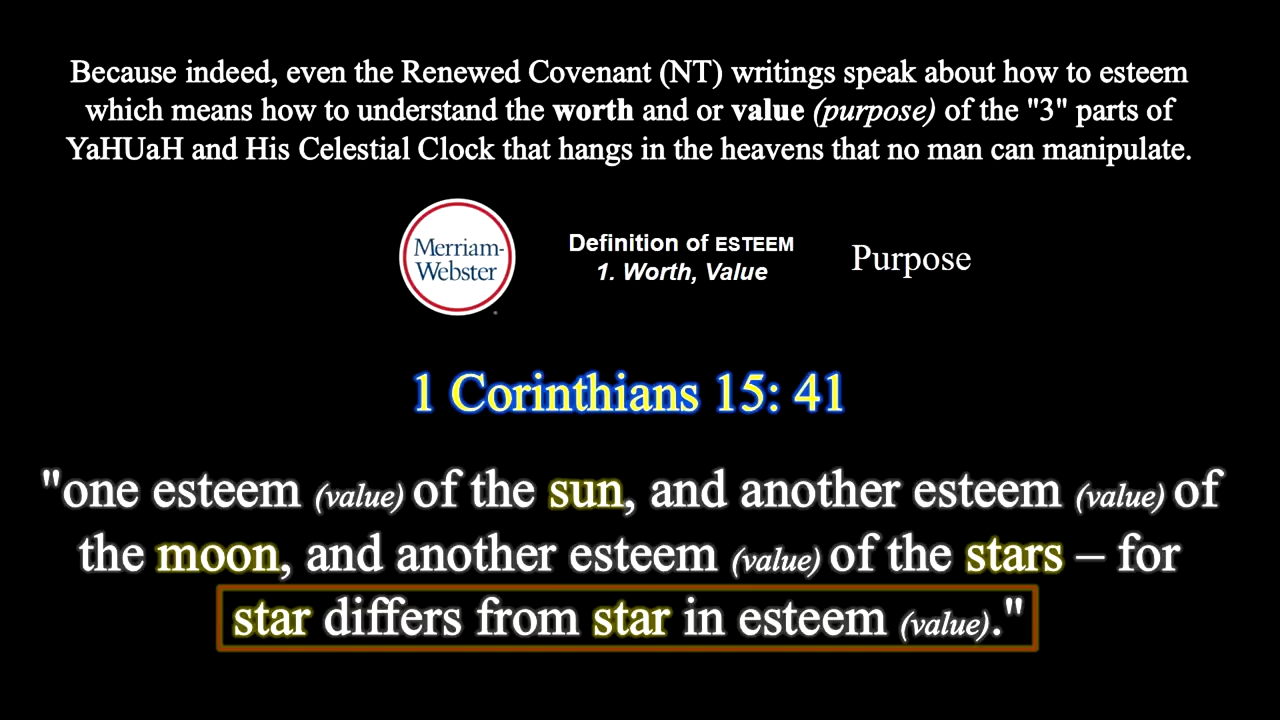 Because indeed, even the Renewed Covenant (NT) writings speak about how to esteem
which means how to understand the worth and or value (purpose) of the "3" parts of
YaHUaH and His Celestial Clock that hangs in the heavens that no man can manipulate.
Merriam-
Webster
Definition of ESTEEM
1. Worth, Value
Purpose
1 Corinthians 15: 41
"one esteem (value) of the sun, and another esteem (value) of
the moon, and another esteem (value) of the stars – for
star differs from star in esteem (value)."